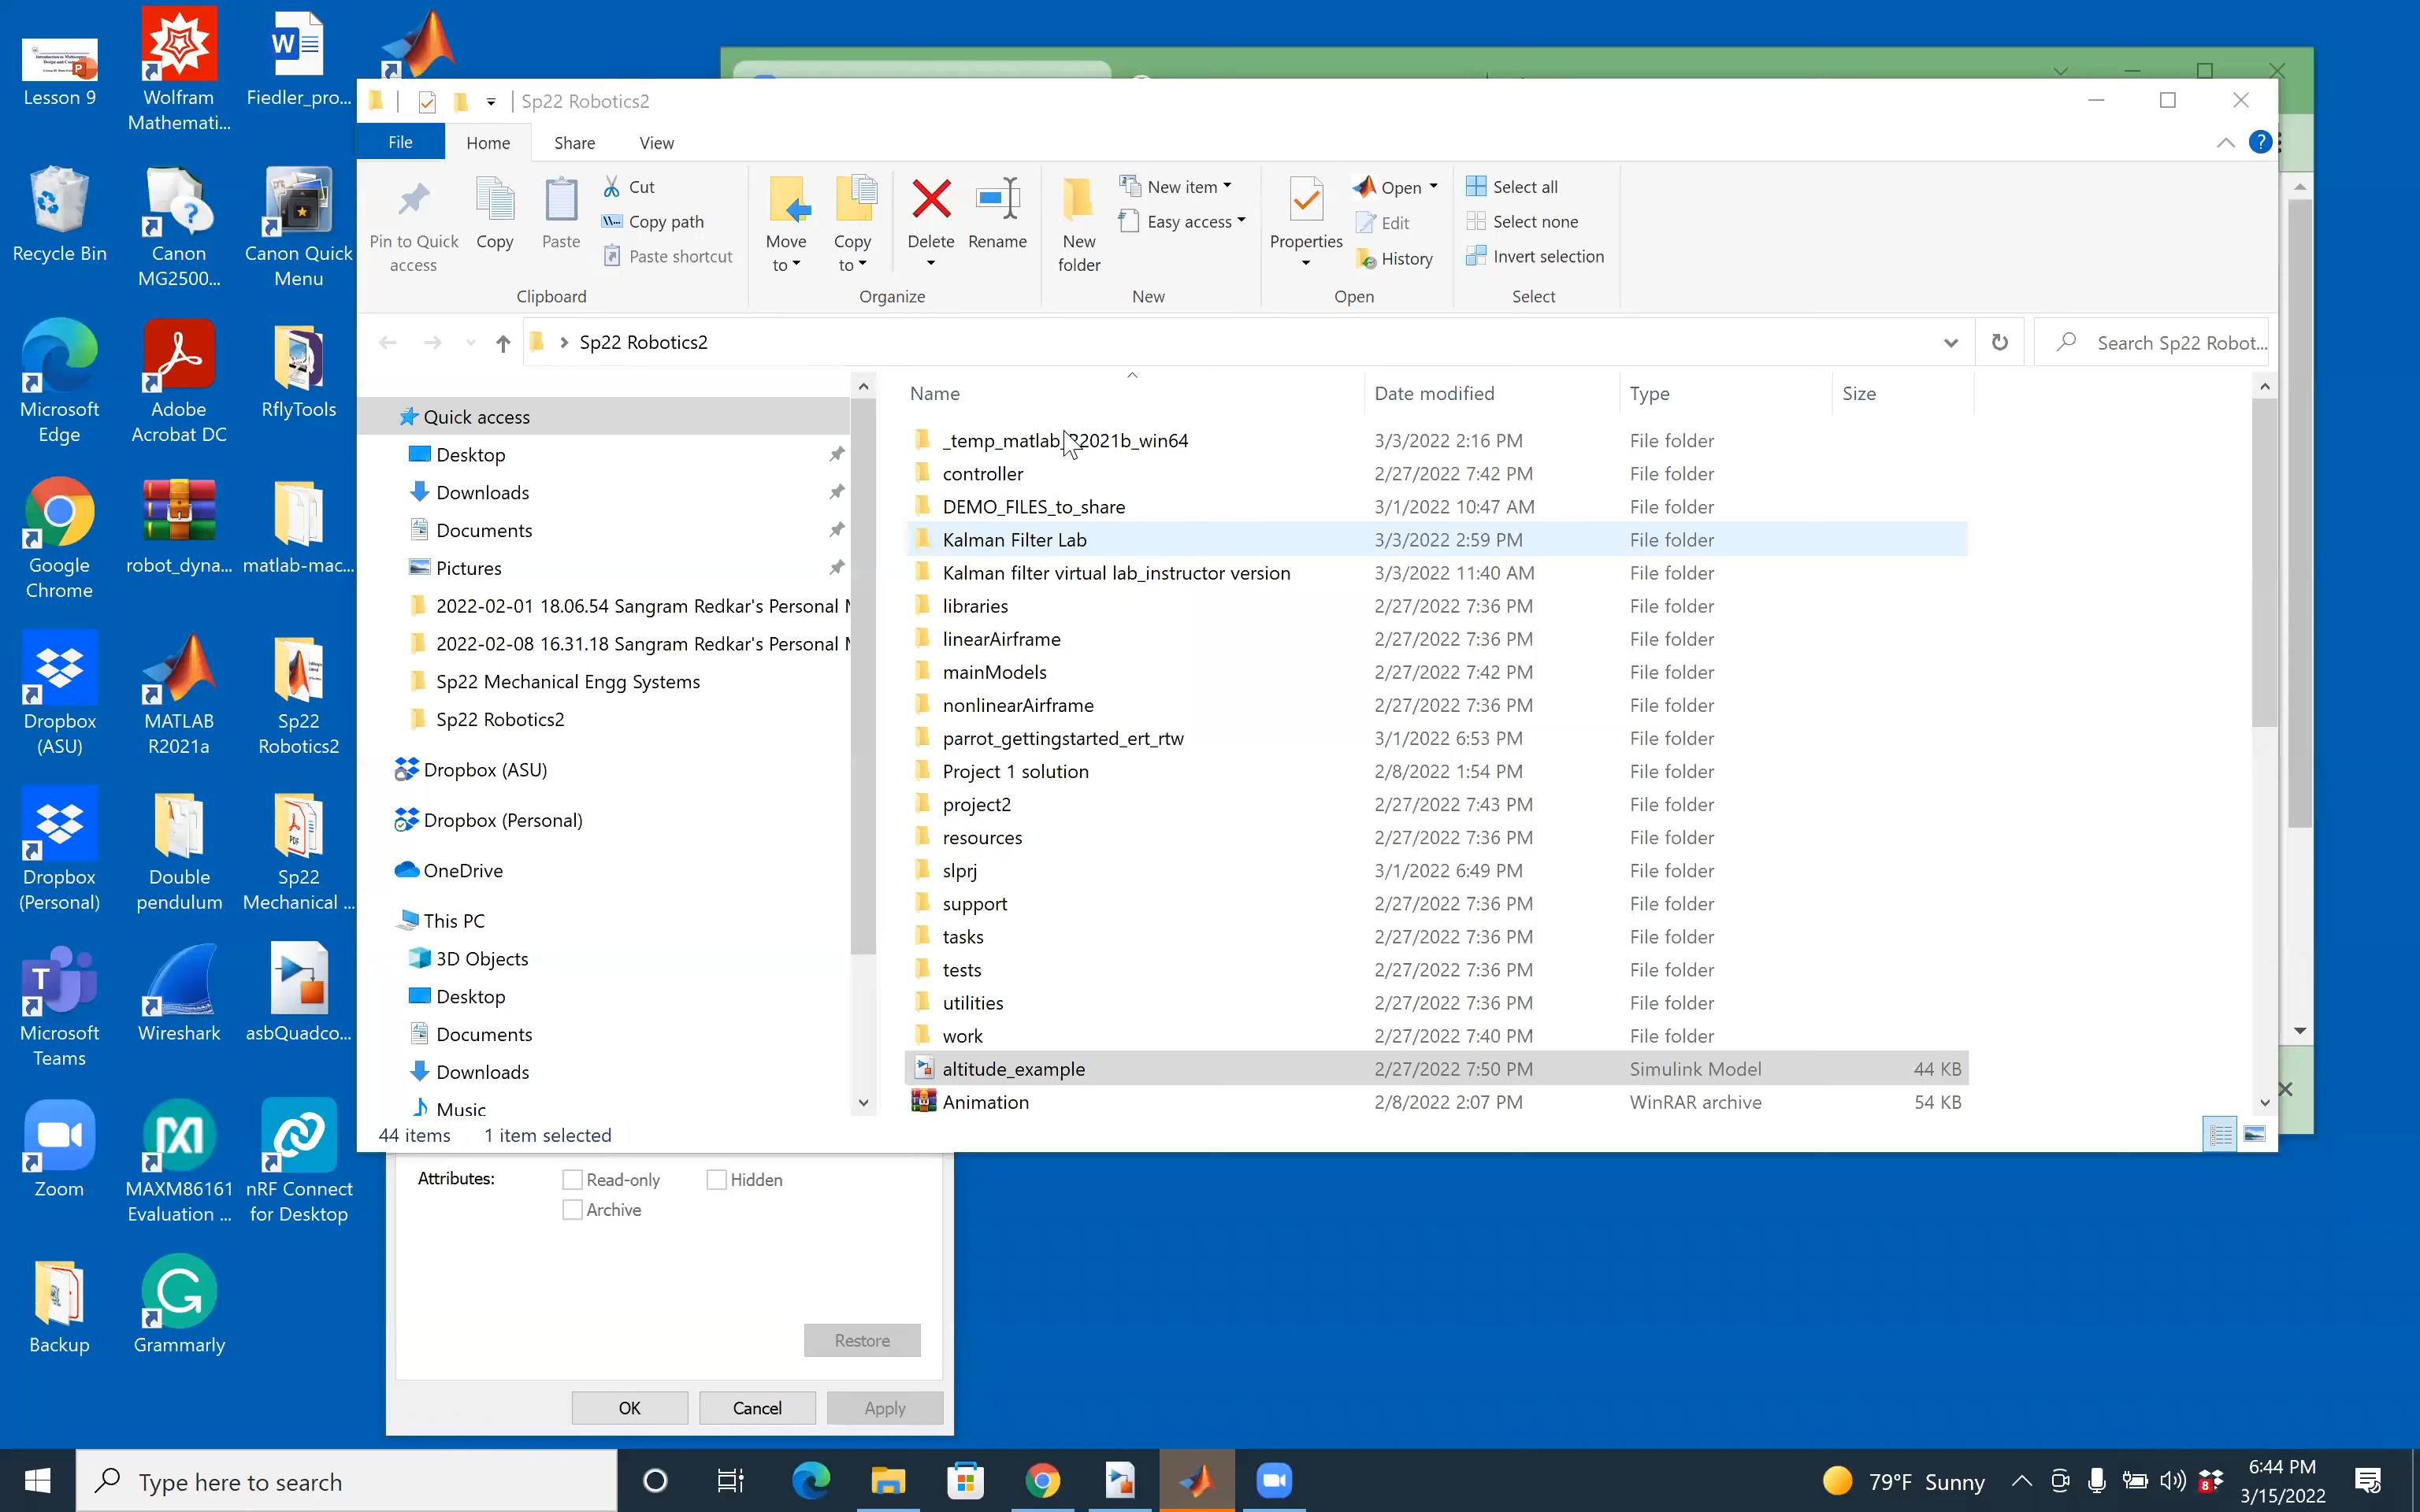 Lesson 9
Wolfram
Mathemati...
Fiedler_pro...
Recycle Bin
Canon
MG2500...
Canon Quick
Menu
Microsoft
Edge
Adobe
Acrobat DC
RflyTools
Google
Chrome
robot_dyna...
matlab-mac...
Dropbox
(ASU)
MATLAB
R2021a
Sp22
Robotics2
Dropbox
(Personal)
Double
pendulum
Sp22
Mechanical ...
Microsoft
Teams
Wireshark
asbQuadco...
Zoom
MAXM86161
Evaluation ...
nRF Connect
for Desktop
Backup
Grammarly
Sp22 Robotics2
File Home Share View
Pin to Quick
access
Copy
Paste
Cut
Copy path
Paste shortcut
Clipboard
Move
to
Copy
to
Delete
Rename
Organize
New
folder
New item
Easy access
New
Properties
Open
Edit
History
Open
Select all
Select none
Invert selection
Select
Sp22 Robotics2
Search Sp22 Robot...
Quick access
Desktop
Downloads
Documents
Pictures
2022-02-01 18.06.54 Sangram Redkar's Personal
2022-02-08 16.31.18 Sangram Redkar's Personal
Sp22 Mechanical Engg Systems
Sp22 Robotics2
Dropbox (ASU)
Dropbox (Personal)
OneDrive
This PC
3D Objects
Desktop
Documents
Downloads
Music
Name Date modified Type Size
_temp_matlab_R2021b_win64 3/3/2022 2:16 PM File folder
controller 2/27/2022 7:42 PM File folder
DEMO_FILES_to_share 3/1/2022 10:47 AM File folder
Kalman Filter Lab 3/3/2022 2:59 PM File folder
Kalman filter virtual lab_instructor version 3/3/2022 11:40 AM File folder
libraries 2/27/2022 7:36 PM File folder
linearAirframe 2/27/2022 7:36 PM File folder
mainModels 2/27/2022 7:42 PM File folder
nonlinearAirframe 2/27/2022 7:36 PM File folder
parrot_gettingstarted_ert_rtw 3/1/2022 6:53 PM File folder
Project 1 solution 2/8/2022 1:54 PM File folder
project2 2/27/2022 7:43 PM File folder
resources 2/27/2022 7:36 PM File folder
slprj 3/1/2022 6:49 PM File folder
support 2/27/2022 7:36 PM File folder
tasks 2/27/2022 7:36 PM File folder
tests 2/27/2022 7:36 PM File folder
utilities 2/27/2022 7:36 PM File folder
work 2/27/2022 7:40 PM File folder
altitude_example 2/27/2022 7:50 PM Simulink Model 44 KB
Animation 2/8/2022 2:07 PM WinRAR archive 54 KB
44 items 1 item selected
Attributes: Read-only Hidden
Archive
Restore
OK Cancel Apply
Type here to search
79°F Sunny
6:44 PM
3/15/2022